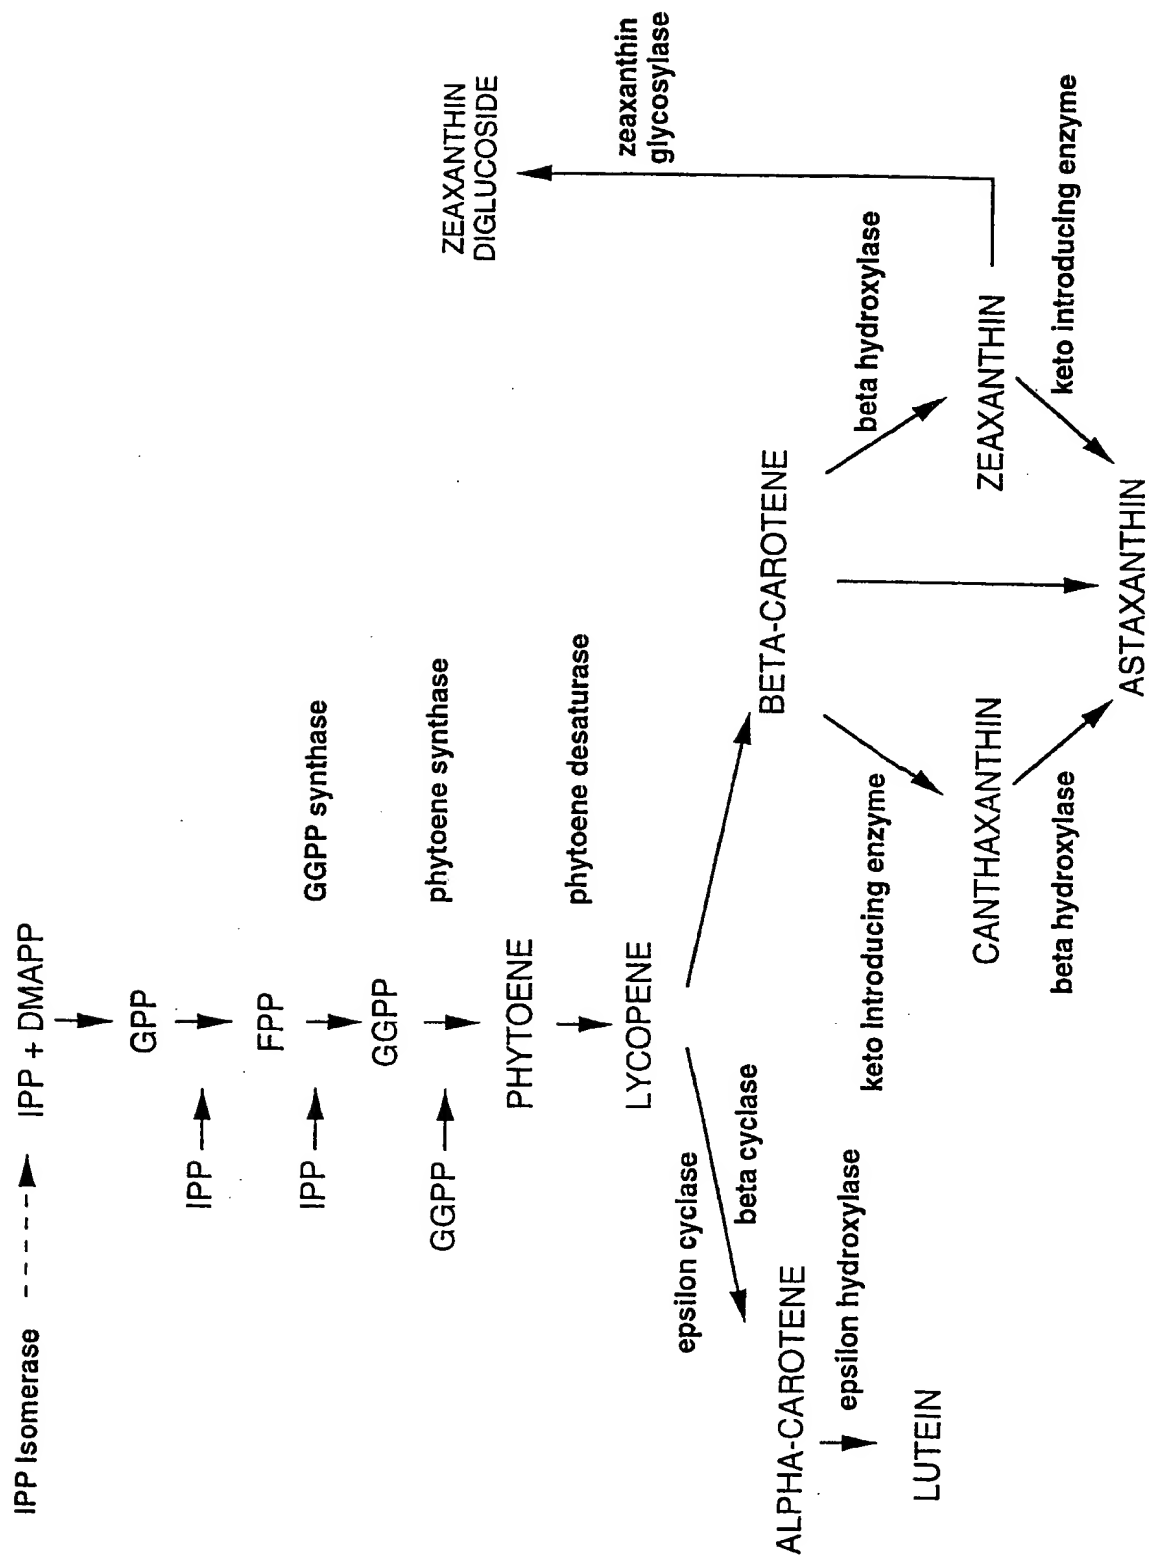 IPP Isomerase
IPP + DMAPP
GPP
IPP
FPP
IPP
GGPP synthase
GGPP
GGPP
phytoene synthase
PHYTOENE
phytoene desaturase
LYCOPENE
epsilon cyclase
beta cyclase
ALPHA-CAROTENE
BETA-CAROTENE
epsilon hydroxylase
LUTEIN
keto introducing enzyme
beta hydroxylase
CANTHAXANTHIN
ZEAXANTHIN
zeaxanthin
glycosylase
ZEAXANTHIN
DIGLUCOSIDE
beta hydroxylase
keto introducing enzyme
ASTAXANTHIN